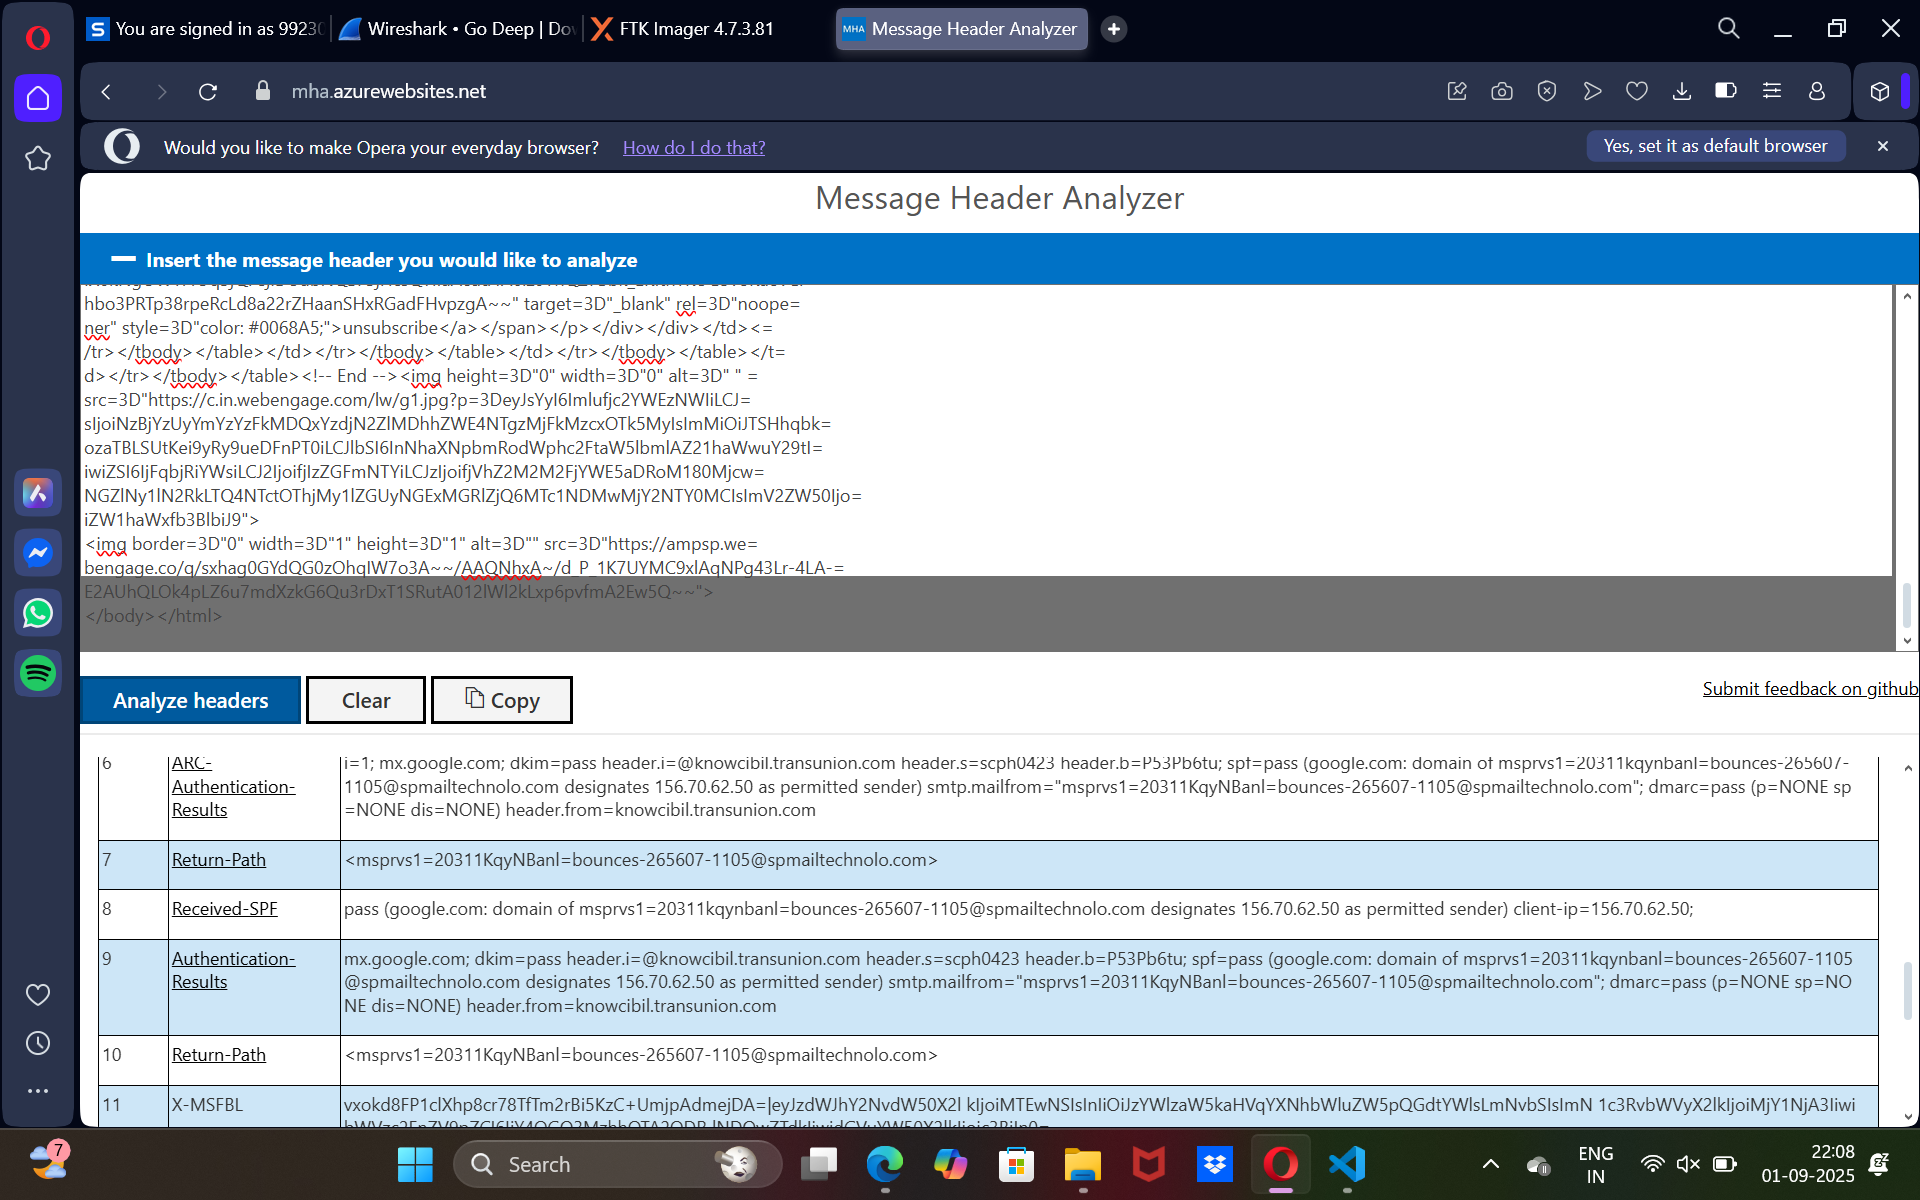 You are signed in as 9923
Wireshark • Go Deep | Do
FTK Imager 4.7.3.81
MHA
Message Header Analyzer
mha.azurewebsites.net
Would you like to make Opera your everyday browser?
How do I do that?
Yes, set it as default browser
Message Header Analyzer
Insert the message header you would like to analyze
hbo3PRTp38rpeRcLd8a22rZHaanSHxRGadFHvpzgA~~" target=3D"_blank" rel=3D"noope=
ner" style=3D"color: #0068A5;">unsubscribe</a></span></p></div></div></td><=
/tr></tbody></table></td></tr></tbody></table></td></tr></tbody></table></t=
d></tr></tbody></table><!-- End --><img height=3D"0" width=3D"0" alt=3D" " =
src=3D"https://c.in.webengage.com/lw/g1.jpg?p=3DeyJsYyI6ImIufjc2YWEzNWIiLCJ=
sIjoiNzBjYzUyYmYzYzFkMDQxYzdjN2ZlMDhhZWE4NTgzMjFkMzcxOTk5MyIsImMiOiJTSHhqbk=
ozaTBLSUtKei9yRy9ueDFnPT0iLCJlbSI6InNhaXNpbmRodWphc2FtaW5lbmlAZ21haWwuY29tI=
iwiZSI6IjFqbjRiYWsiLCJ2IjoifjIzZGFmNTYiLCJzIjoifjVhZ2M2M2FjYWE5aDRoM180Mjcw=
NGZlNy1lN2RkLTQ4NTctOThjMy1lZGUyNGExMGRlZjQ6MTc1NDMwMjY2NTY0MCIsImV2ZW50Ijo=
iZW1haWxfb3BlbiJ9">
<img border=3D"0" width=3D"1" height=3D"1" alt=3D"" src=3D"https://ampsp.we=
bengage.co/q/sxhag0GYdQG0zOhqIW7o3A~~/AAQNhxA~/d_P_1K7UYMC9xlAqNPg43Lr-4LA-=
E2AUhQLOk4pLZ6u7mdXzkG6Qu3rDxT1SRutA012lWl2kLxp6pvfmA2Ew5Q~~">
</body></html>
Analyze headers
Clear
Copy
Submit feedback on github
6 ARC-Authentication-Results i=1; mx.google.com; dkim=pass header.i=@knowcibil.transunion.com header.s=scph0423 header.b=P53Pb6tu; spf=pass (google.com: domain of msprvs1=20311kqynbanl=bounces-265607-
1105@spmailtechnolo.com designates 156.70.62.50 as permitted sender) smtp.mailfrom="msprvs1=20311KqyNBanl=bounces-265607-1105@spmailtechnolo.com"; dmarc=pass (p=NONE sp
=NONE dis=NONE) header.from=knowcibil.transunion.com
7 Return-Path <msprvs1=20311KqyNBanl=bounces-265607-1105@spmailtechnolo.com>
8 Received-SPF pass (google.com: domain of msprvs1=20311kqynbanl=bounces-265607-1105@spmailtechnolo.com designates 156.70.62.50 as permitted sender) client-ip=156.70.62.50;
9 Authentication-Results mx.google.com; dkim=pass header.i=@knowcibil.transunion.com header.s=scph0423 header.b=P53Pb6tu; spf=pass (google.com: domain of msprvs1=20311kqynbanl=bounces-265607-1105
@spmailtechnolo.com designates 156.70.62.50 as permitted sender) smtp.mailfrom="msprvs1=20311KqyNBanl=bounces-265607-1105@spmailtechnolo.com"; dmarc=pass (p=NONE sp=NO
NE dis=NONE) header.from=knowcibil.transunion.com
10 Return-Path <msprvs1=20311KqyNBanl=bounces-265607-1105@spmailtechnolo.com>
11 X-MSFBL vxokd8FP1clXhp8cr78TfTm2rBi5KzC+UmjpAdmejDA=|eyJzdWJhY2NvdW50X2l kIjoiMTEwNSIsInIiOiJzYWlzaW5kaHVqYXNhbWluZW5pQGdtYWlsLmNvbSIsImN 1c3RvbWVyX2lkIjoiMjY1NjA3Iiwi
7
Search
ENG
IN
22:08
01-09-2025